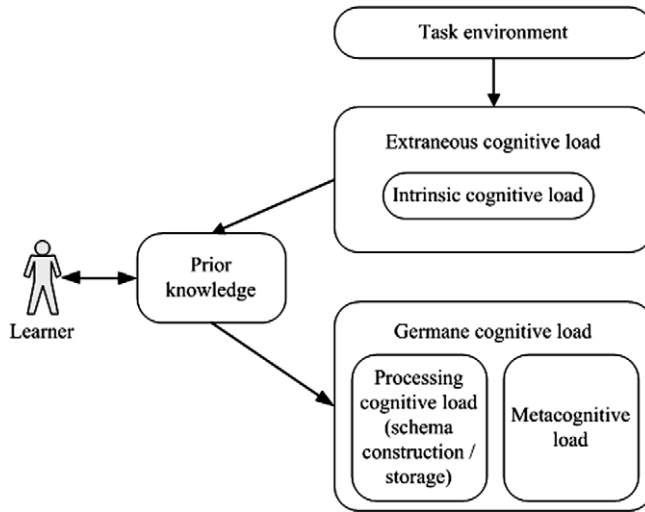 Task environment
Extraneous cognitive load
Intrinsic cognitive load
Prior
knowledge
Learner
Germane cognitive load
Processing
cognitive load
(schema
construction /
storage)
Metacognitive
load